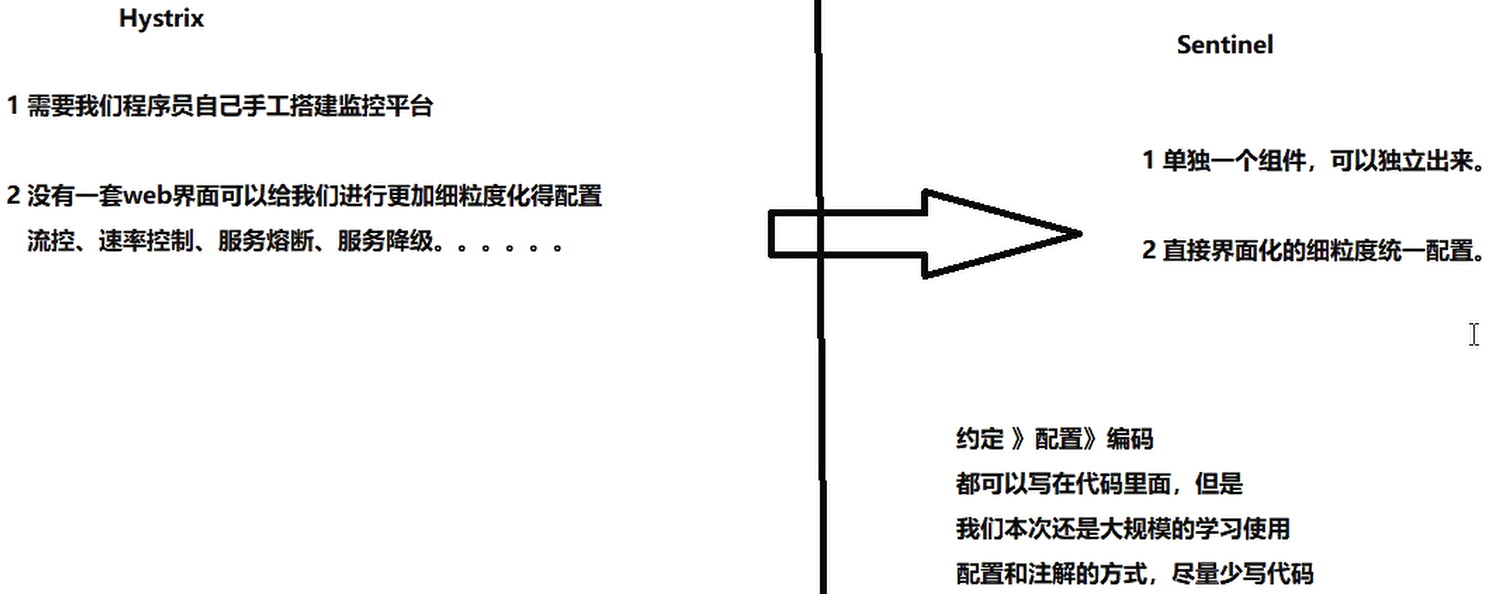 Hystrix
1 需要我们程序员自己手工搭建监控平台
2 没有一套web界面可以给我们进行更加细粒度化得配置
流控、速率控制、服务熔断、服务降级。。。。。。
Sentinel
1 单独一个组件，可以独立出来。
2 直接界面化的细粒度统一配置。
约定 》配置》编码
都可以写在代码里面，但是
我们本次还是大规模的学习使用
配置和注解的方式，尽量少写代码